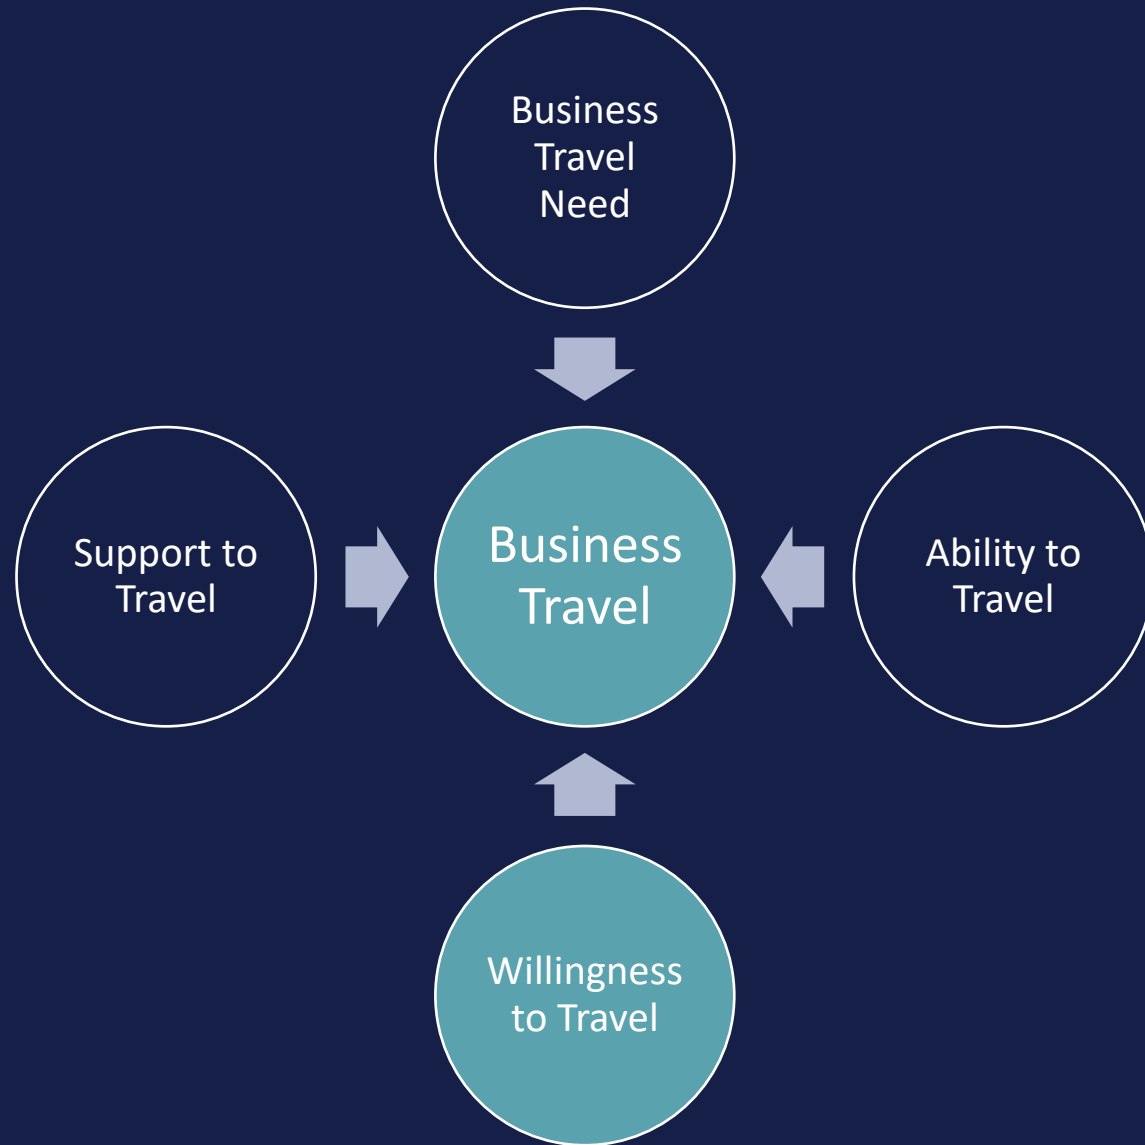 Business
Travel
Need
Support to
Travel
Business
Travel
Ability to
Travel
Willingness
to Travel